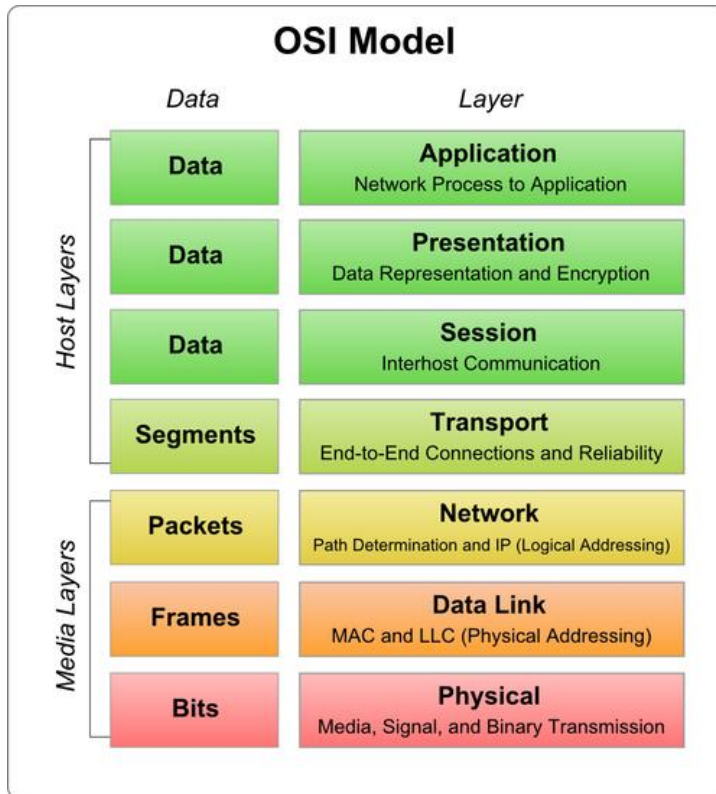 OSI Model
Data Layer
Host Layers
Data
Application
Network Process to Application
Data
Presentation
Data Representation and Encryption
Data
Session
Interhost Communication
Segments
Transport
End-to-End Connections and Reliability
Media Layers
Packets
Network
Path Determination and IP (Logical Addressing)
Frames
Data Link
MAC and LLC (Physical Addressing)
Bits
Physical
Media, Signal, and Binary Transmission